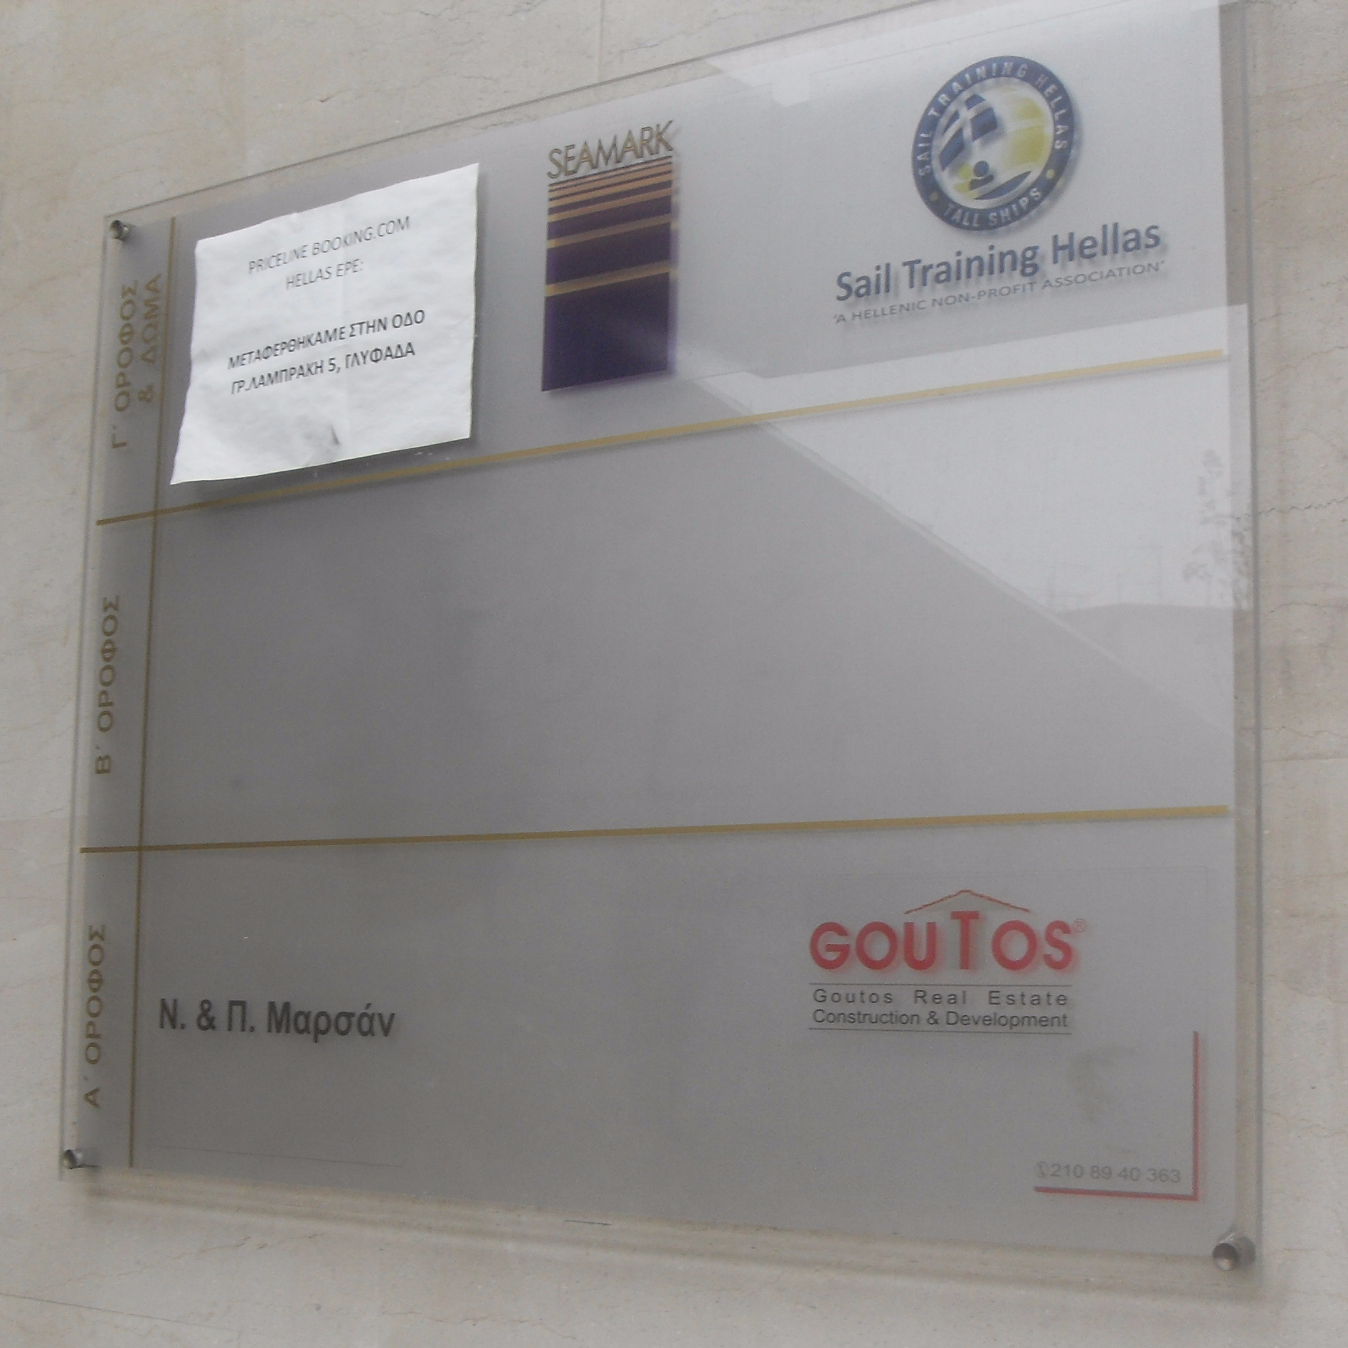 Γ΄ ΟΡΟΦΟΣ
& ΔΩΜΑ
PRICELINE BOOKING.COM
HELLAS EPE:
ΜΕΤΑΦΕΡΘΗΚΑΜΕ ΣΤΗΝ ΟΔΟ
ΓΡ.ΛΑΜΠΡΑΚΗ 5, ΓΛΥΦΑΔΑ
SEAMARK
SAIL TRAINING HELLAS
TALL SHIPS
Sail Training Hellas
'A HELLENIC NON-PROFIT ASSOCIATION'
Β΄ ΟΡΟΦΟΣ
Α΄ ΟΡΟΦΟΣ
Ν. & Π. Μαρσάν
GOUTOS®
Goutos Real Estate
Construction & Development
✆210 89 40 363